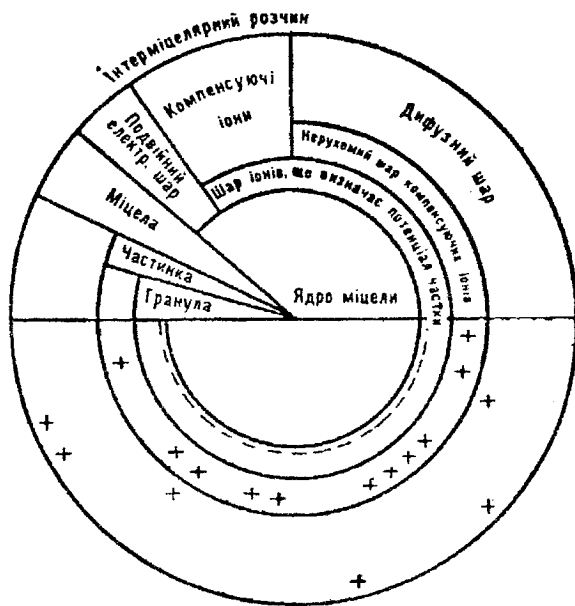 Інтерміцелярний розчин
Компенсуючі
іони
Подвійний
електр. шар
Міцела
Частинка
Гранула
Ядро міцели
Шар іонів, що визначає потенціал частки
Нерухомий шар компенсуючих іонів
Дифузний шар